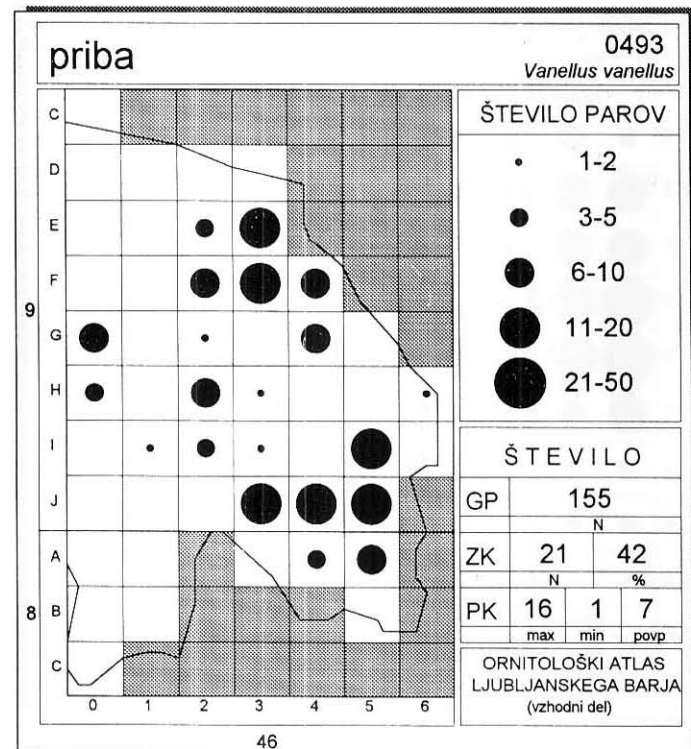 priba
0493
Vanellus vanellus
C
D
E
F
9
G
H
I
J
A
8
B
C
0 1 2 3 4 5 6
46
ŠTEVILO PAROV
1-2
3-5
6-10
11-20
21-50
ŠTEVILO
GP 155
N
ZK 21 42
N %
PK 16 1 7
max min povp
ORNITOLOŠKI ATLAS
LJUBLJANSKEGA BARJA
(vzhodni del)